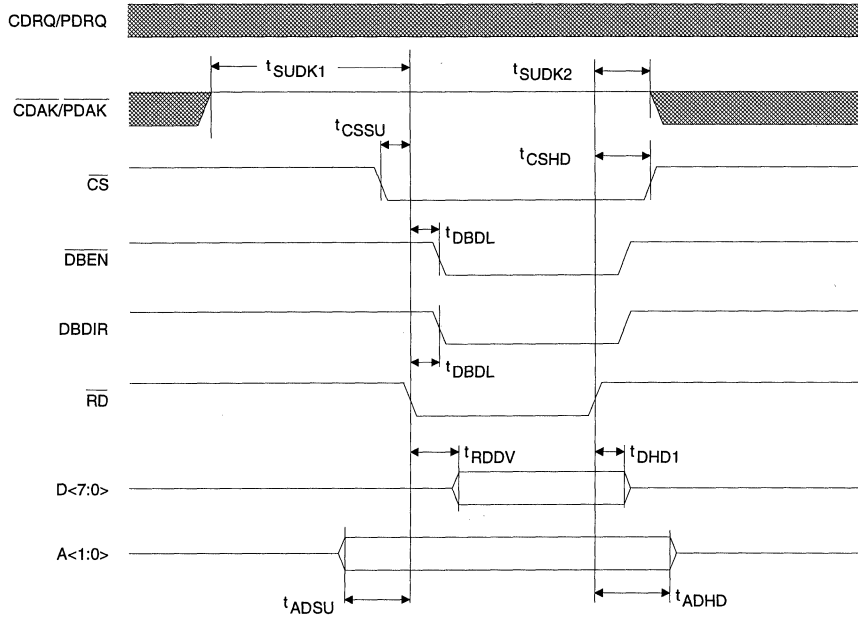 CDRQ/PDRQ
tSUDK1
tSUDK2
CDAK/PDAK
tCSSU
tCSHD
CS
tDBDL
DBEN
DBDIR
tDBDL
RD
tRDDV
tDHD1
D<7:0>
A<1:0>
tADSU
tADHD